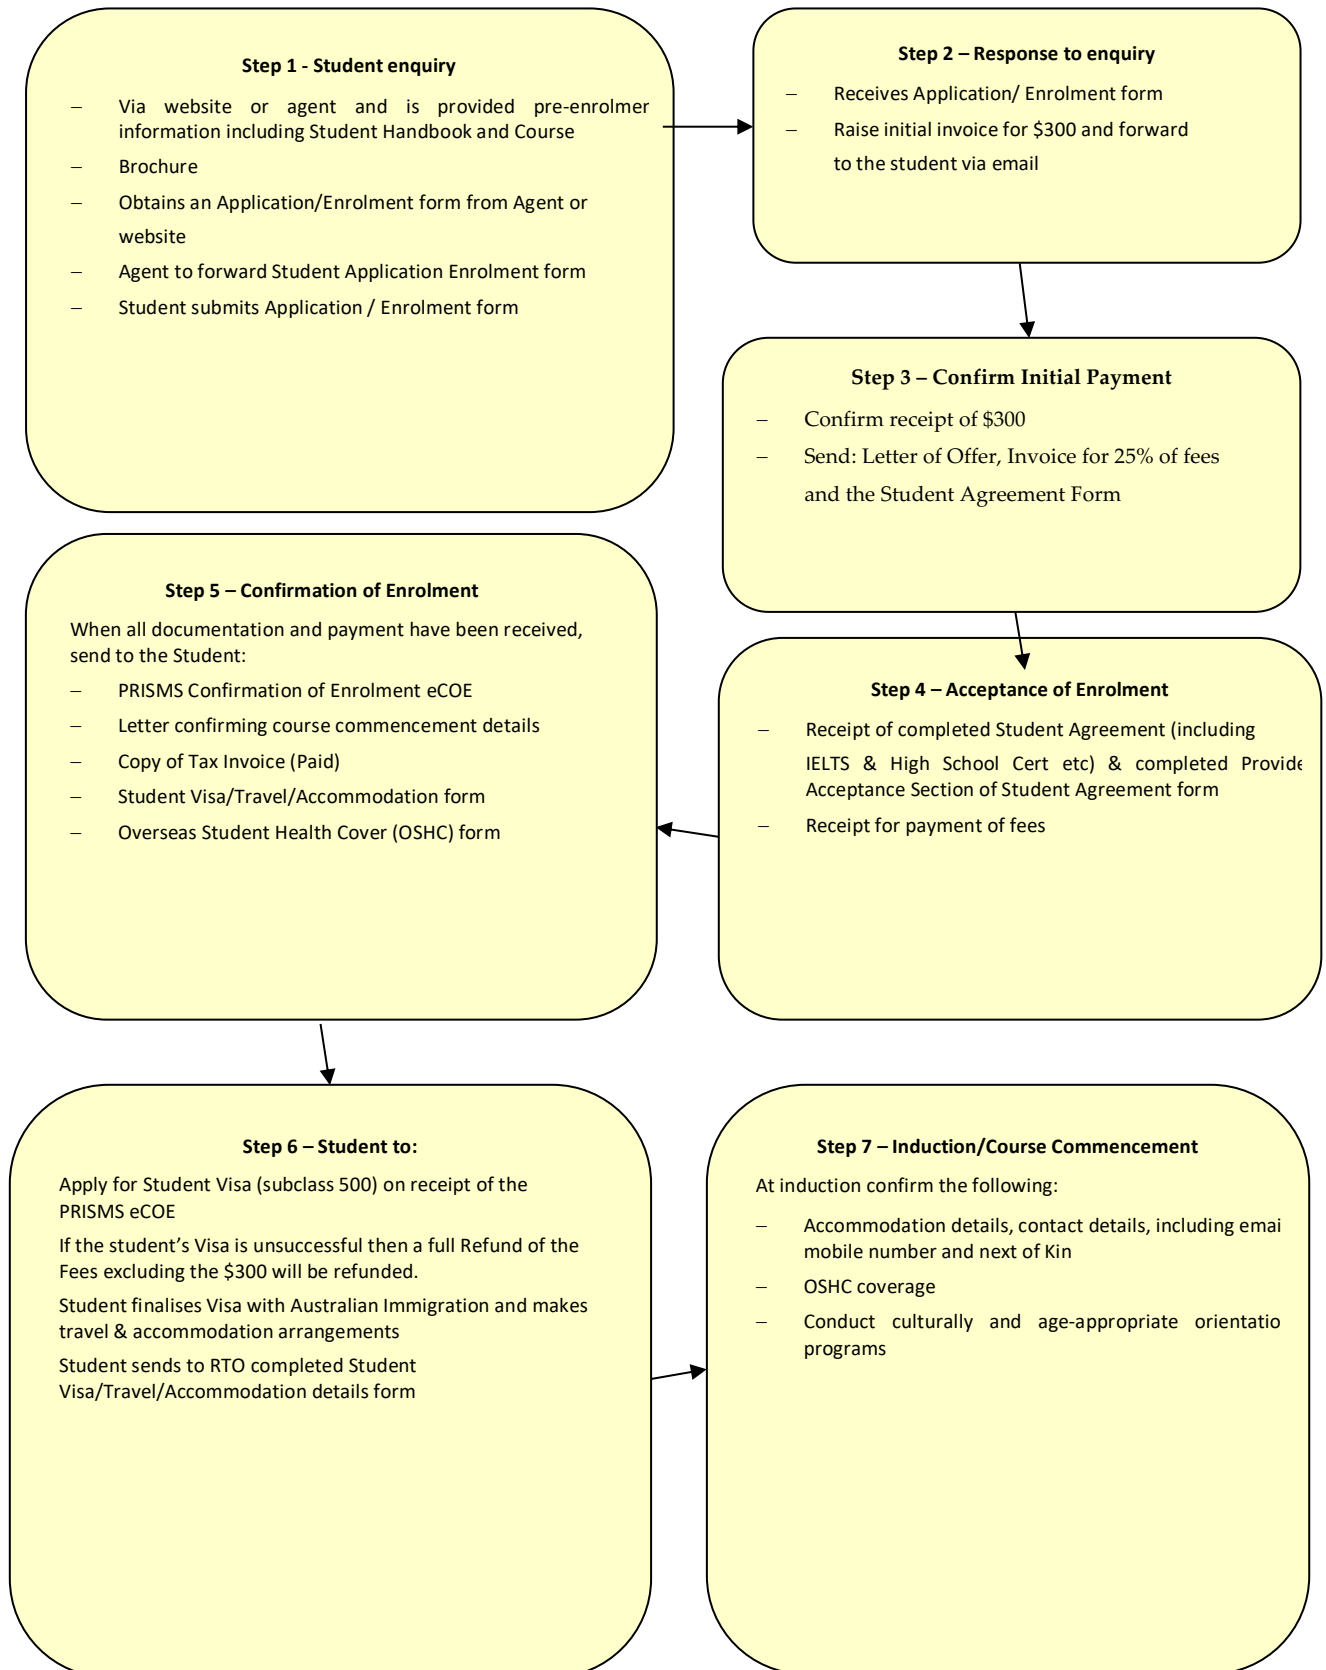 Step 1 - Student enquiry
– Via website or agent and is provided pre-enrolmer
information including Student Handbook and Course
– Brochure
– Obtains an Application/Enrolment form from Agent or
website
– Agent to forward Student Application Enrolment form
– Student submits Application / Enrolment form
Step 2 – Response to enquiry
– Receives Application/ Enrolment form
– Raise initial invoice for $300 and forward
to the student via email
Step 3 – Confirm Initial Payment
– Confirm receipt of $300
– Send: Letter of Offer, Invoice for 25% of fees
and the Student Agreement Form
Step 4 – Acceptance of Enrolment
– Receipt of completed Student Agreement (including
IELTS & High School Cert etc) & completed Provide
Acceptance Section of Student Agreement form
– Receipt for payment of fees
Step 5 – Confirmation of Enrolment
When all documentation and payment have been received,
send to the Student:
– PRISMS Confirmation of Enrolment eCOE
– Letter confirming course commencement details
– Copy of Tax Invoice (Paid)
– Student Visa/Travel/Accommodation form
– Overseas Student Health Cover (OSHC) form
Step 6 – Student to:
Apply for Student Visa (subclass 500) on receipt of the
PRISMS eCOE
If the student’s Visa is unsuccessful then a full Refund of the
Fees excluding the $300 will be refunded.
Student finalises Visa with Australian Immigration and makes
travel & accommodation arrangements
Student sends to RTO completed Student
Visa/Travel/Accommodation details form
Step 7 – Induction/Course Commencement
At induction confirm the following:
– Accommodation details, contact details, including emai
mobile number and next of Kin
– OSHC coverage
– Conduct culturally and age-appropriate orientatio
programs